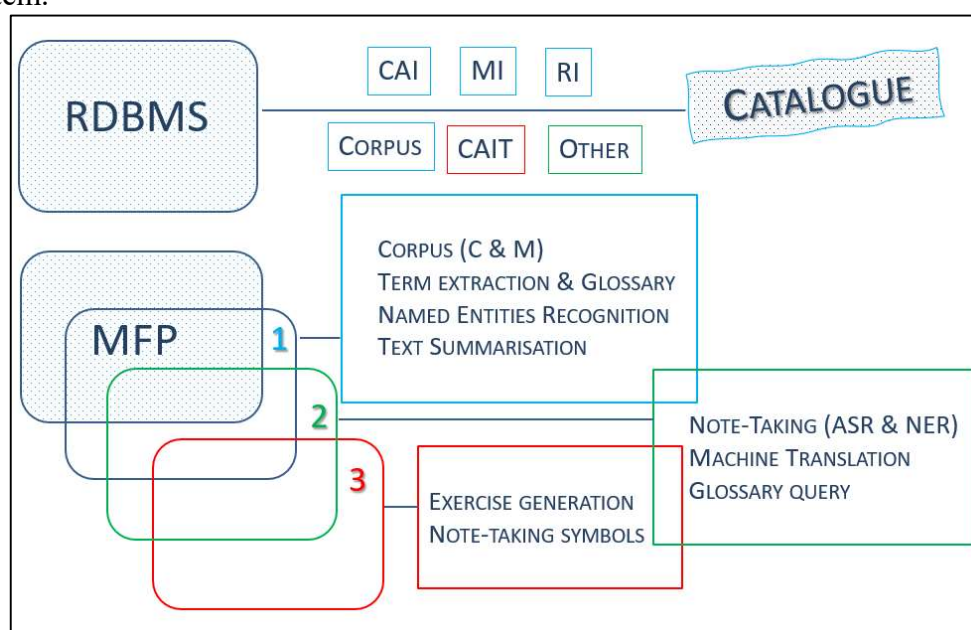 RDBMS
CAI
MI
RI
CATALOGUE
CORPUS
CAIT
OTHER
MFP
1
CORPUS (C & M)
TERM EXTRACTION & GLOSSARY
NAMED ENTITIES RECOGNITION
TEXT SUMMARISATION
2
NOTE-TAKING (ASR & NER)
MACHINE TRANSLATION
GLOSSARY QUERY
3
EXERCISE GENERATION
NOTE-TAKING SYMBOLS